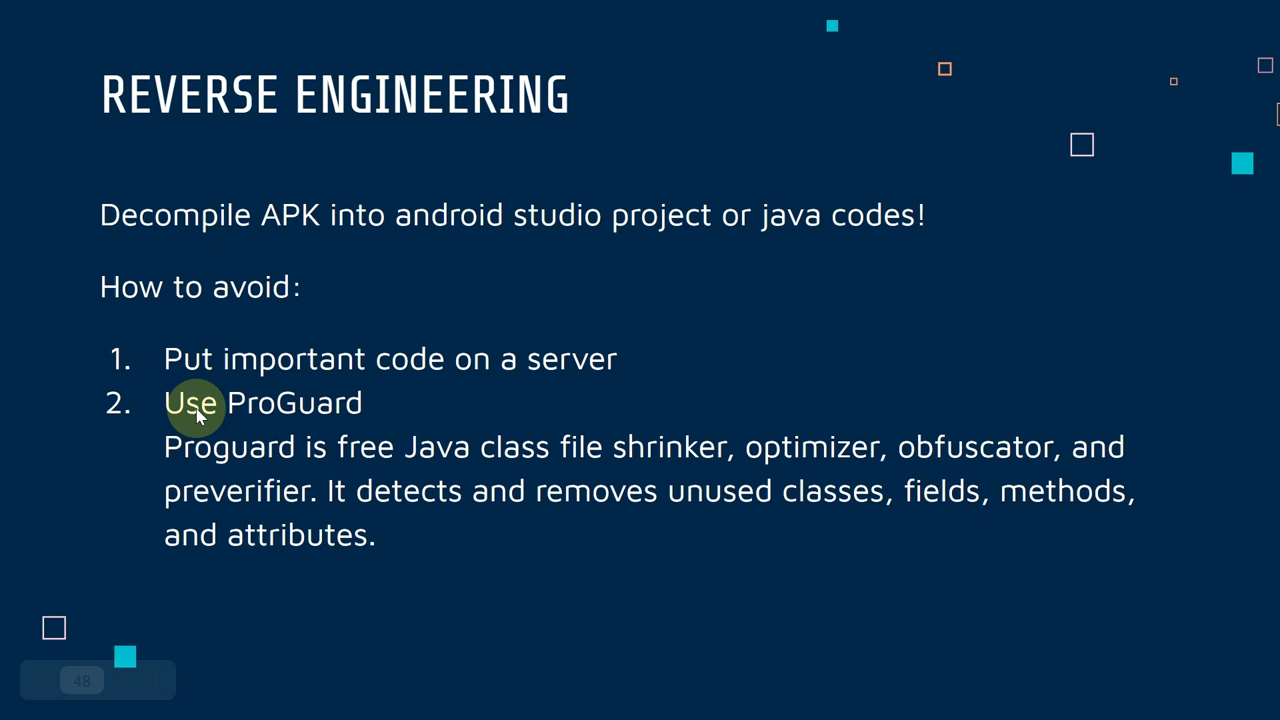 REVERSE ENGINEERING
Decompile APK into android studio project or java codes!
How to avoid:
1. Put important code on a server
2. Use ProGuard
Proguard is free Java class file shrinker, optimizer, obfuscator, and
preverifier. It detects and removes unused classes, fields, methods,
and attributes.
48